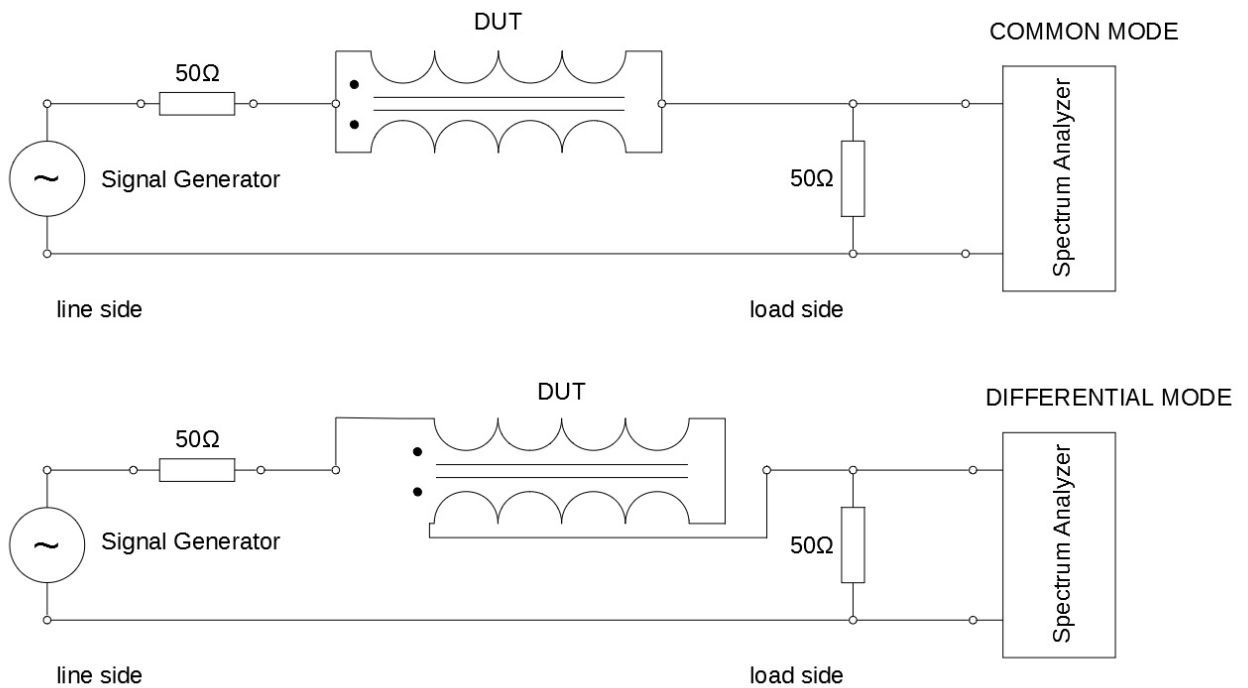 DUT
COMMON MODE
50Ω
~
Signal Generator
50Ω
Spectrum Analyzer
line side
load side
DUT
DIFFERENTIAL MODE
50Ω
~
Signal Generator
50Ω
Spectrum Analyzer
line side
load side